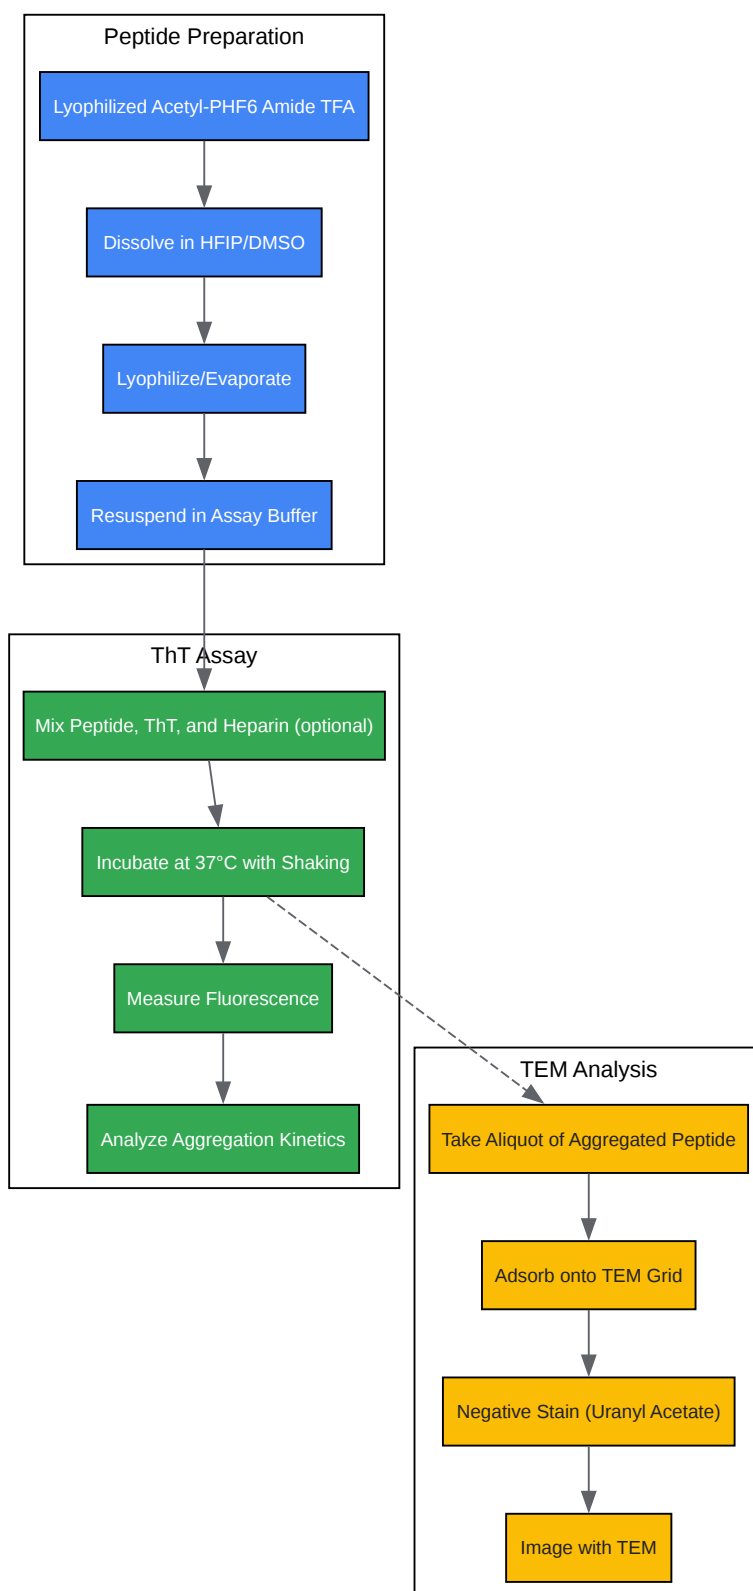 Peptide Preparation
Lyophilized Acetyl-PHF6 Amide TFA
Dissolve in HFIP/DMSO
Lyophilize/Evaporate
Resuspend in Assay Buffer
ThT Assay
Mix Peptide, ThT, and Heparin (optional)
Incubate at 37°C with Shaking
Measure Fluorescence
Analyze Aggregation Kinetics
TEM Analysis
Take Aliquot of Aggregated Peptide
Adsorb onto TEM Grid
Negative Stain (Uranyl Acetate)
Image with TEM